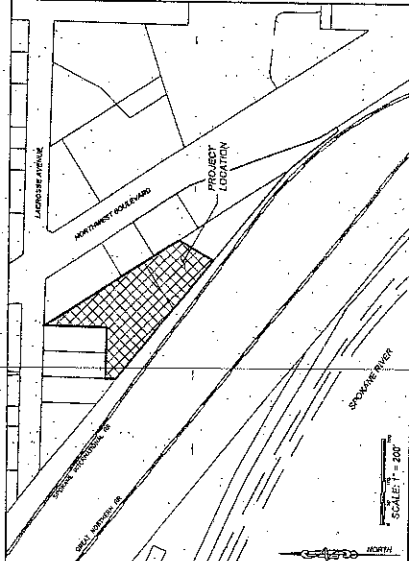 LACROSSE AVENUE
NORTHWEST BOULEVARD
PROJECT
LOCATION
SPOKANE INTERNATIONAL RR
GREAT NORTHERN RR
SPOKANE RIVER
SCALE: 1" = 200'
NORTH